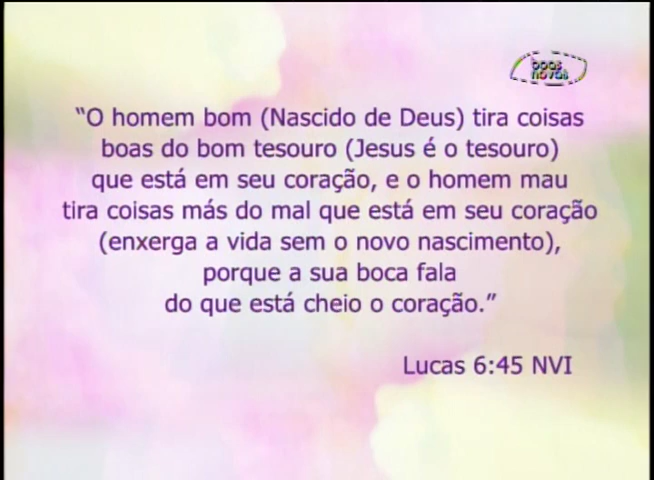 boas
novas
“O homem bom (Nascido de Deus) tira coisas
boas do bom tesouro (Jesus é o tesouro)
que está em seu coração, e o homem mau
tira coisas más do mal que está em seu coração
(enxerga a vida sem o novo nascimento),
porque a sua boca fala
do que está cheio o coração.”
Lucas 6:45 NVI